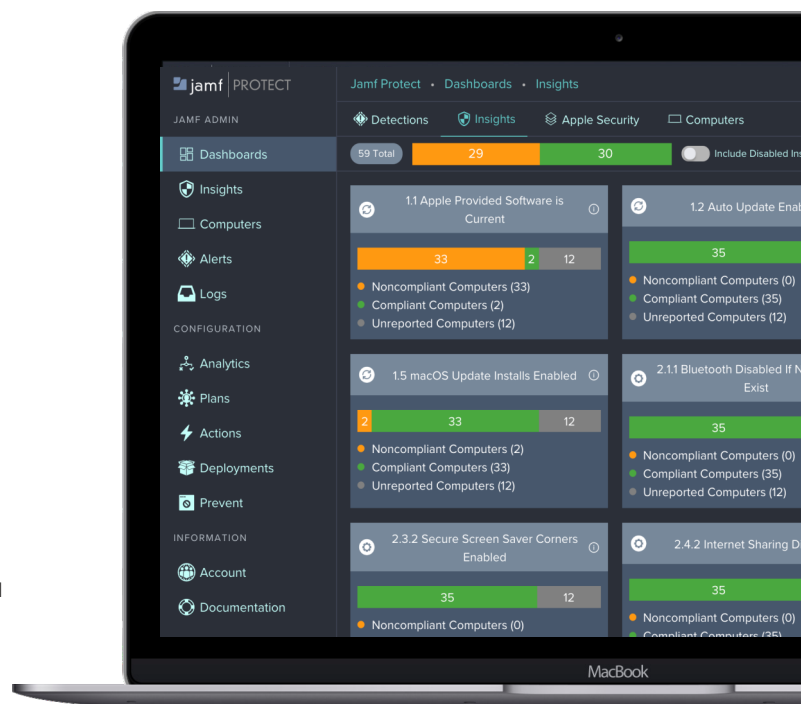 jamf PROTECT
JAMF ADMIN
Dashboards
Insights
Computers
Alerts
Logs
CONFIGURATION
Analytics
Plans
Actions
Deployments
Prevent
INFORMATION
Account
Documentation
Jamf Protect • Dashboards • Insights
Detections Insights Apple Security Computers
59 Total 29 30 Include Disabled Ins
1.1 Apple Provided Software is
Current
33 2 12
Noncompliant Computers (33)
Compliant Computers (2)
Unreported Computers (12)
1.2 Auto Update Enab
35
Noncompliant Computers (0)
Compliant Computers (35)
Unreported Computers (12)
1.5 macOS Update Installs Enabled
2 33 12
Noncompliant Computers (2)
Compliant Computers (33)
Unreported Computers (12)
2.1.1 Bluetooth Disabled If N
Exist
35
Noncompliant Computers (0)
Compliant Computers (35)
Unreported Computers (12)
2.3.2 Secure Screen Saver Corners
Enabled
35 12
Noncompliant Computers (0)
2.4.2 Internet Sharing Di
35
Noncompliant Computers (0)
Compliant Computers (35)
MacBook